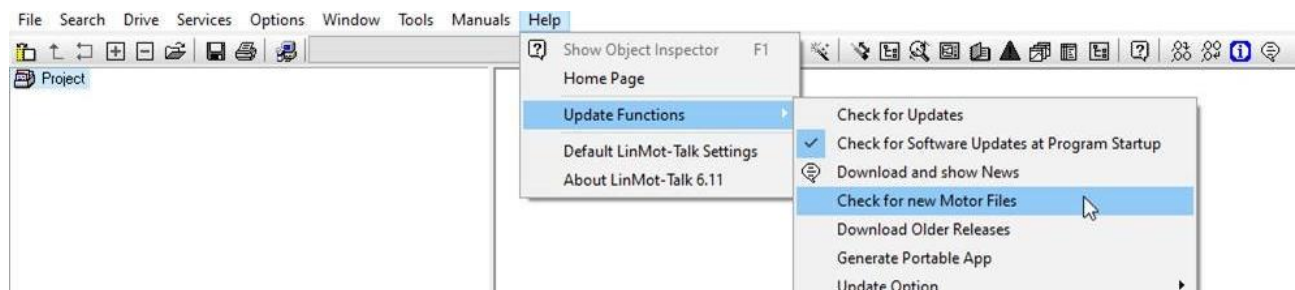 File Search Drive Services Options Window Tools Manuals Help
Project
Show Object Inspector F1
Home Page
Update Functions
Default LinMot-Talk Settings
About LinMot-Talk 6.11
Check for Updates
Check for Software Updates at Program Startup
Download and show News
Check for new Motor Files
Download Older Releases
Generate Portable App
Update Option